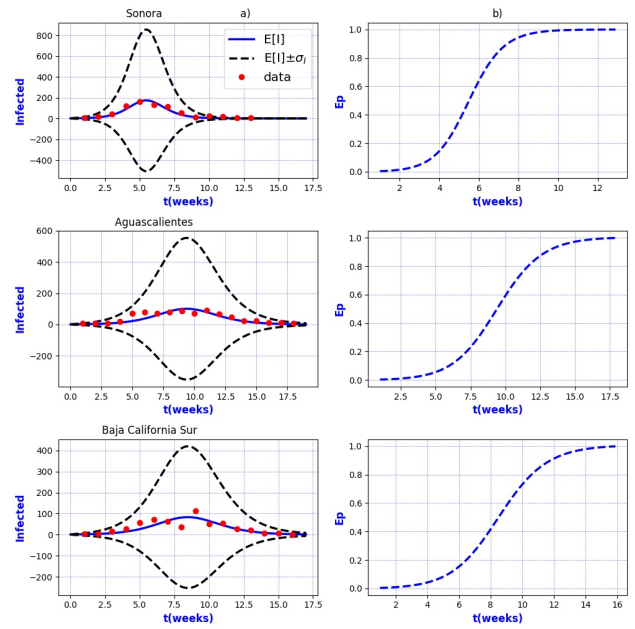 Sonora a)
E[I]
E[I]±σI
data
Infected
800
600
400
200
0
−200
−400
0.0 2.5 5.0 7.5 10.0 12.5 15.0 17.5
t(weeks)
b)
Ep
1.0
0.8
0.6
0.4
0.2
0.0
2 4 6 8 10 12
t(weeks)
Aguascalientes
Infected
600
400
200
0
−200
0.0 2.5 5.0 7.5 10.0 12.5 15.0 17.5
t(weeks)
Ep
1.0
0.8
0.6
0.4
0.2
0.0
2.5 5.0 7.5 10.0 12.5 15.0 17.5
t(weeks)
Baja California Sur
Infected
400
300
200
100
0
−100
−200
0.0 2.5 5.0 7.5 10.0 12.5 15.0 17.5
t(weeks)
Ep
1.0
0.8
0.6
0.4
0.2
0.0
2 4 6 8 10 12 14 16
t(weeks)